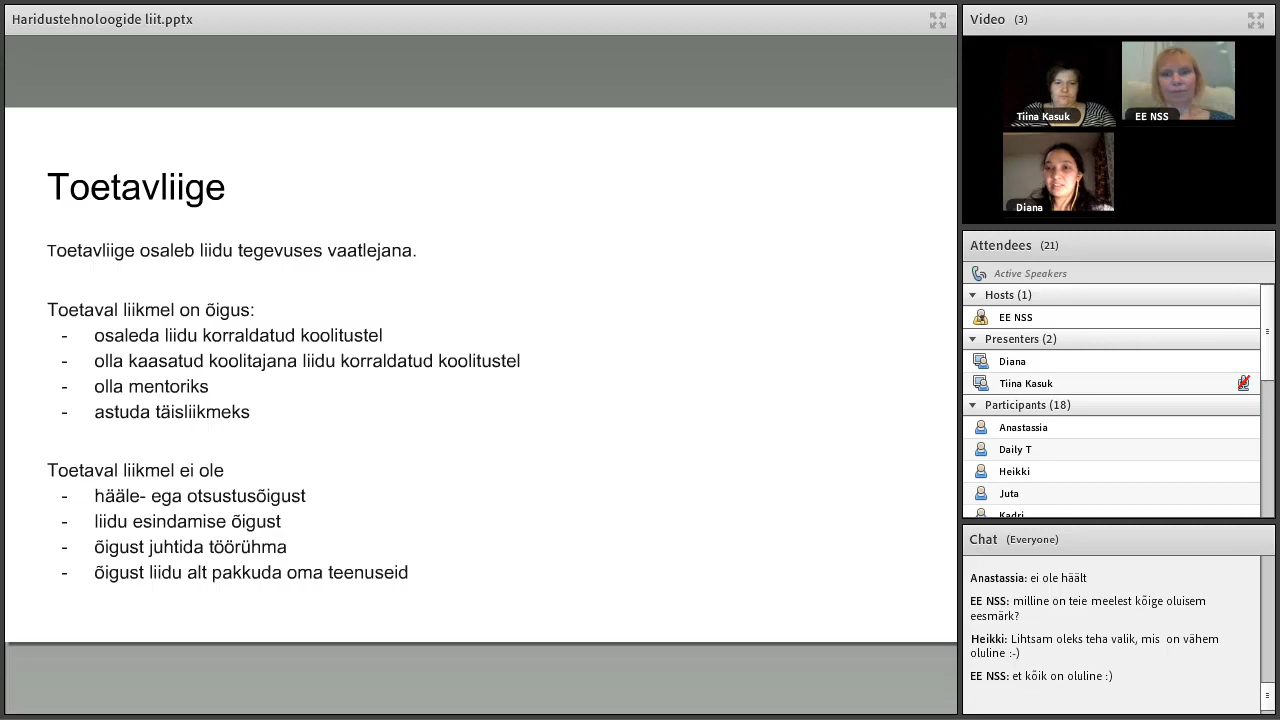 Haridustehnoloogide liit.pptx
Toetavliige
Toetavliige osaleb liidu tegevuses vaatlejana.
Toetaval liikmel on õigus:
- osaleda liidu korraldatud koolitustel
- olla kaasatud koolitajana liidu korraldatud koolitustel
- olla mentoriks
- astuda täisliikmeks
Toetaval liikmel ei ole
- hääle- ega otsustusõigust
- liidu esindamise õigust
- õigust juhtida töörühma
- õigust liidu alt pakkuda oma teenuseid
Video (3)
Tiina Kasuk
EE NSS
Diana
Attendees (21)
Active Speakers
Hosts (1)
EE NSS
Presenters (2)
Diana
Tiina Kasuk
Participants (18)
Anastassia
Daily T
Heikki
Juta
Kadri
Chat (Everyone)
Anastassia: ei ole häält
EE NSS: milline on teie meelest kõige oluisem
eesmärk?
Heikki: Lihtsam oleks teha valik, mis on vähem
oluline :-)
EE NSS: et kõik on oluline :)